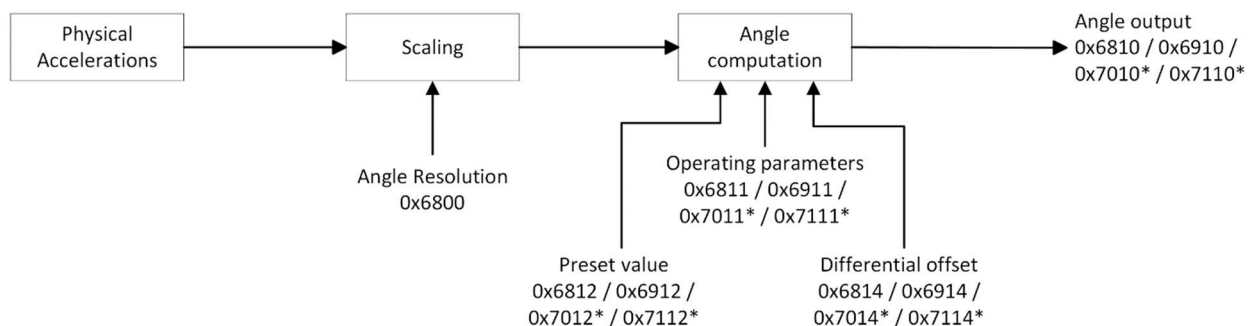 Physical
Accelerations
Scaling
Angle
computation
Angle output
0x6810 / 0x6910 /
0x7010* / 0x7110*
Angle Resolution
0x6800
Operating parameters
0x6811 / 0x6911 /
0x7011* / 0x7111*
Preset value
0x6812 / 0x6912 /
0x7012* / 0x7112*
Differential offset
0x6814 / 0x6914 /
0x7014* / 0x7114*